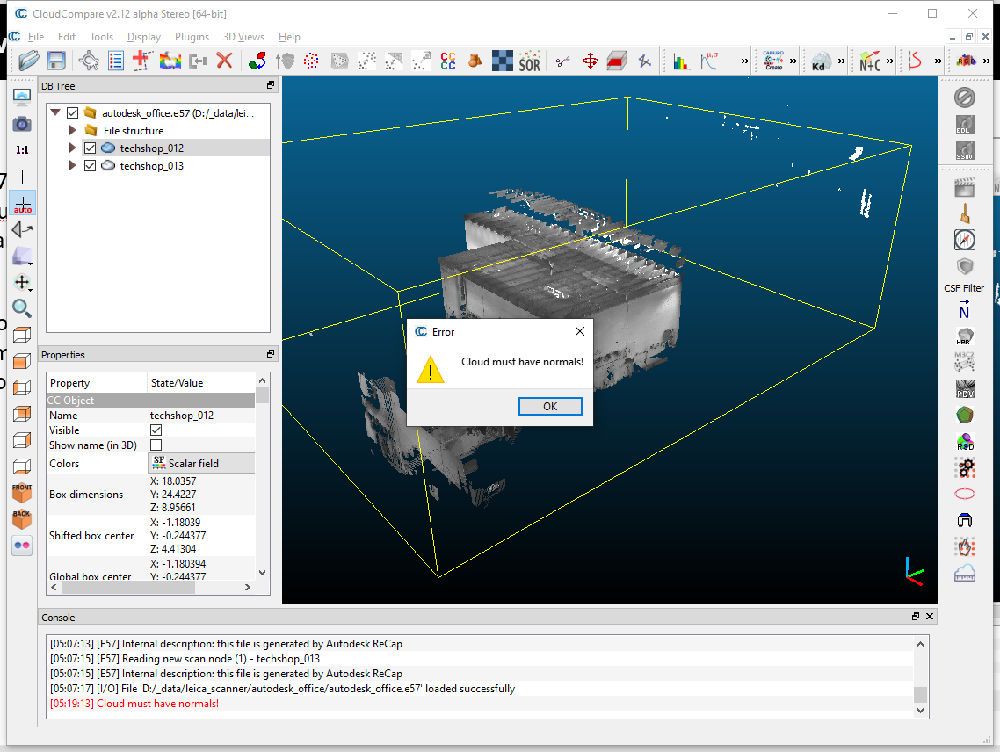 CloudCompare v2.12 alpha Stereo [64-bit]
File Edit Tools Display Plugins 3D Views Help
SOR
μ,σ
CANUPO
Create
Kd
N+C
RGB
DB Tree
autodesk_office.e57 (D:/_data/lei...
File structure
techshop_012
techshop_013
1:1
auto
FRONT
BACK
Properties
Property State/Value
CC Object
Name techshop_012
Visible
Show name (in 3D)
Colors SF Scalar field
Box dimensions
X: 18.0357
Y: 24.4227
Z: 8.95661
Shifted box center
X: -1.18039
Y: -0.244377
Z: 4.41304
Global box center
X: -1.180394
Y: -0.244377
Error
Cloud must have normals!
OK
EDL
SSAO
CSF Filter
N
HPR
M3C2
PCV
RSD
Console
[05:07:13] [E57] Internal description: this file is generated by Autodesk ReCap
[05:07:15] [E57] Reading new scan node (1) - techshop_013
[05:07:15] [E57] Internal description: this file is generated by Autodesk ReCap
[05:07:17] [I/O] File 'D:/_data/leica_scanner/autodesk_office/autodesk_office.e57' loaded successfully
[05:19:13] Cloud must have normals!